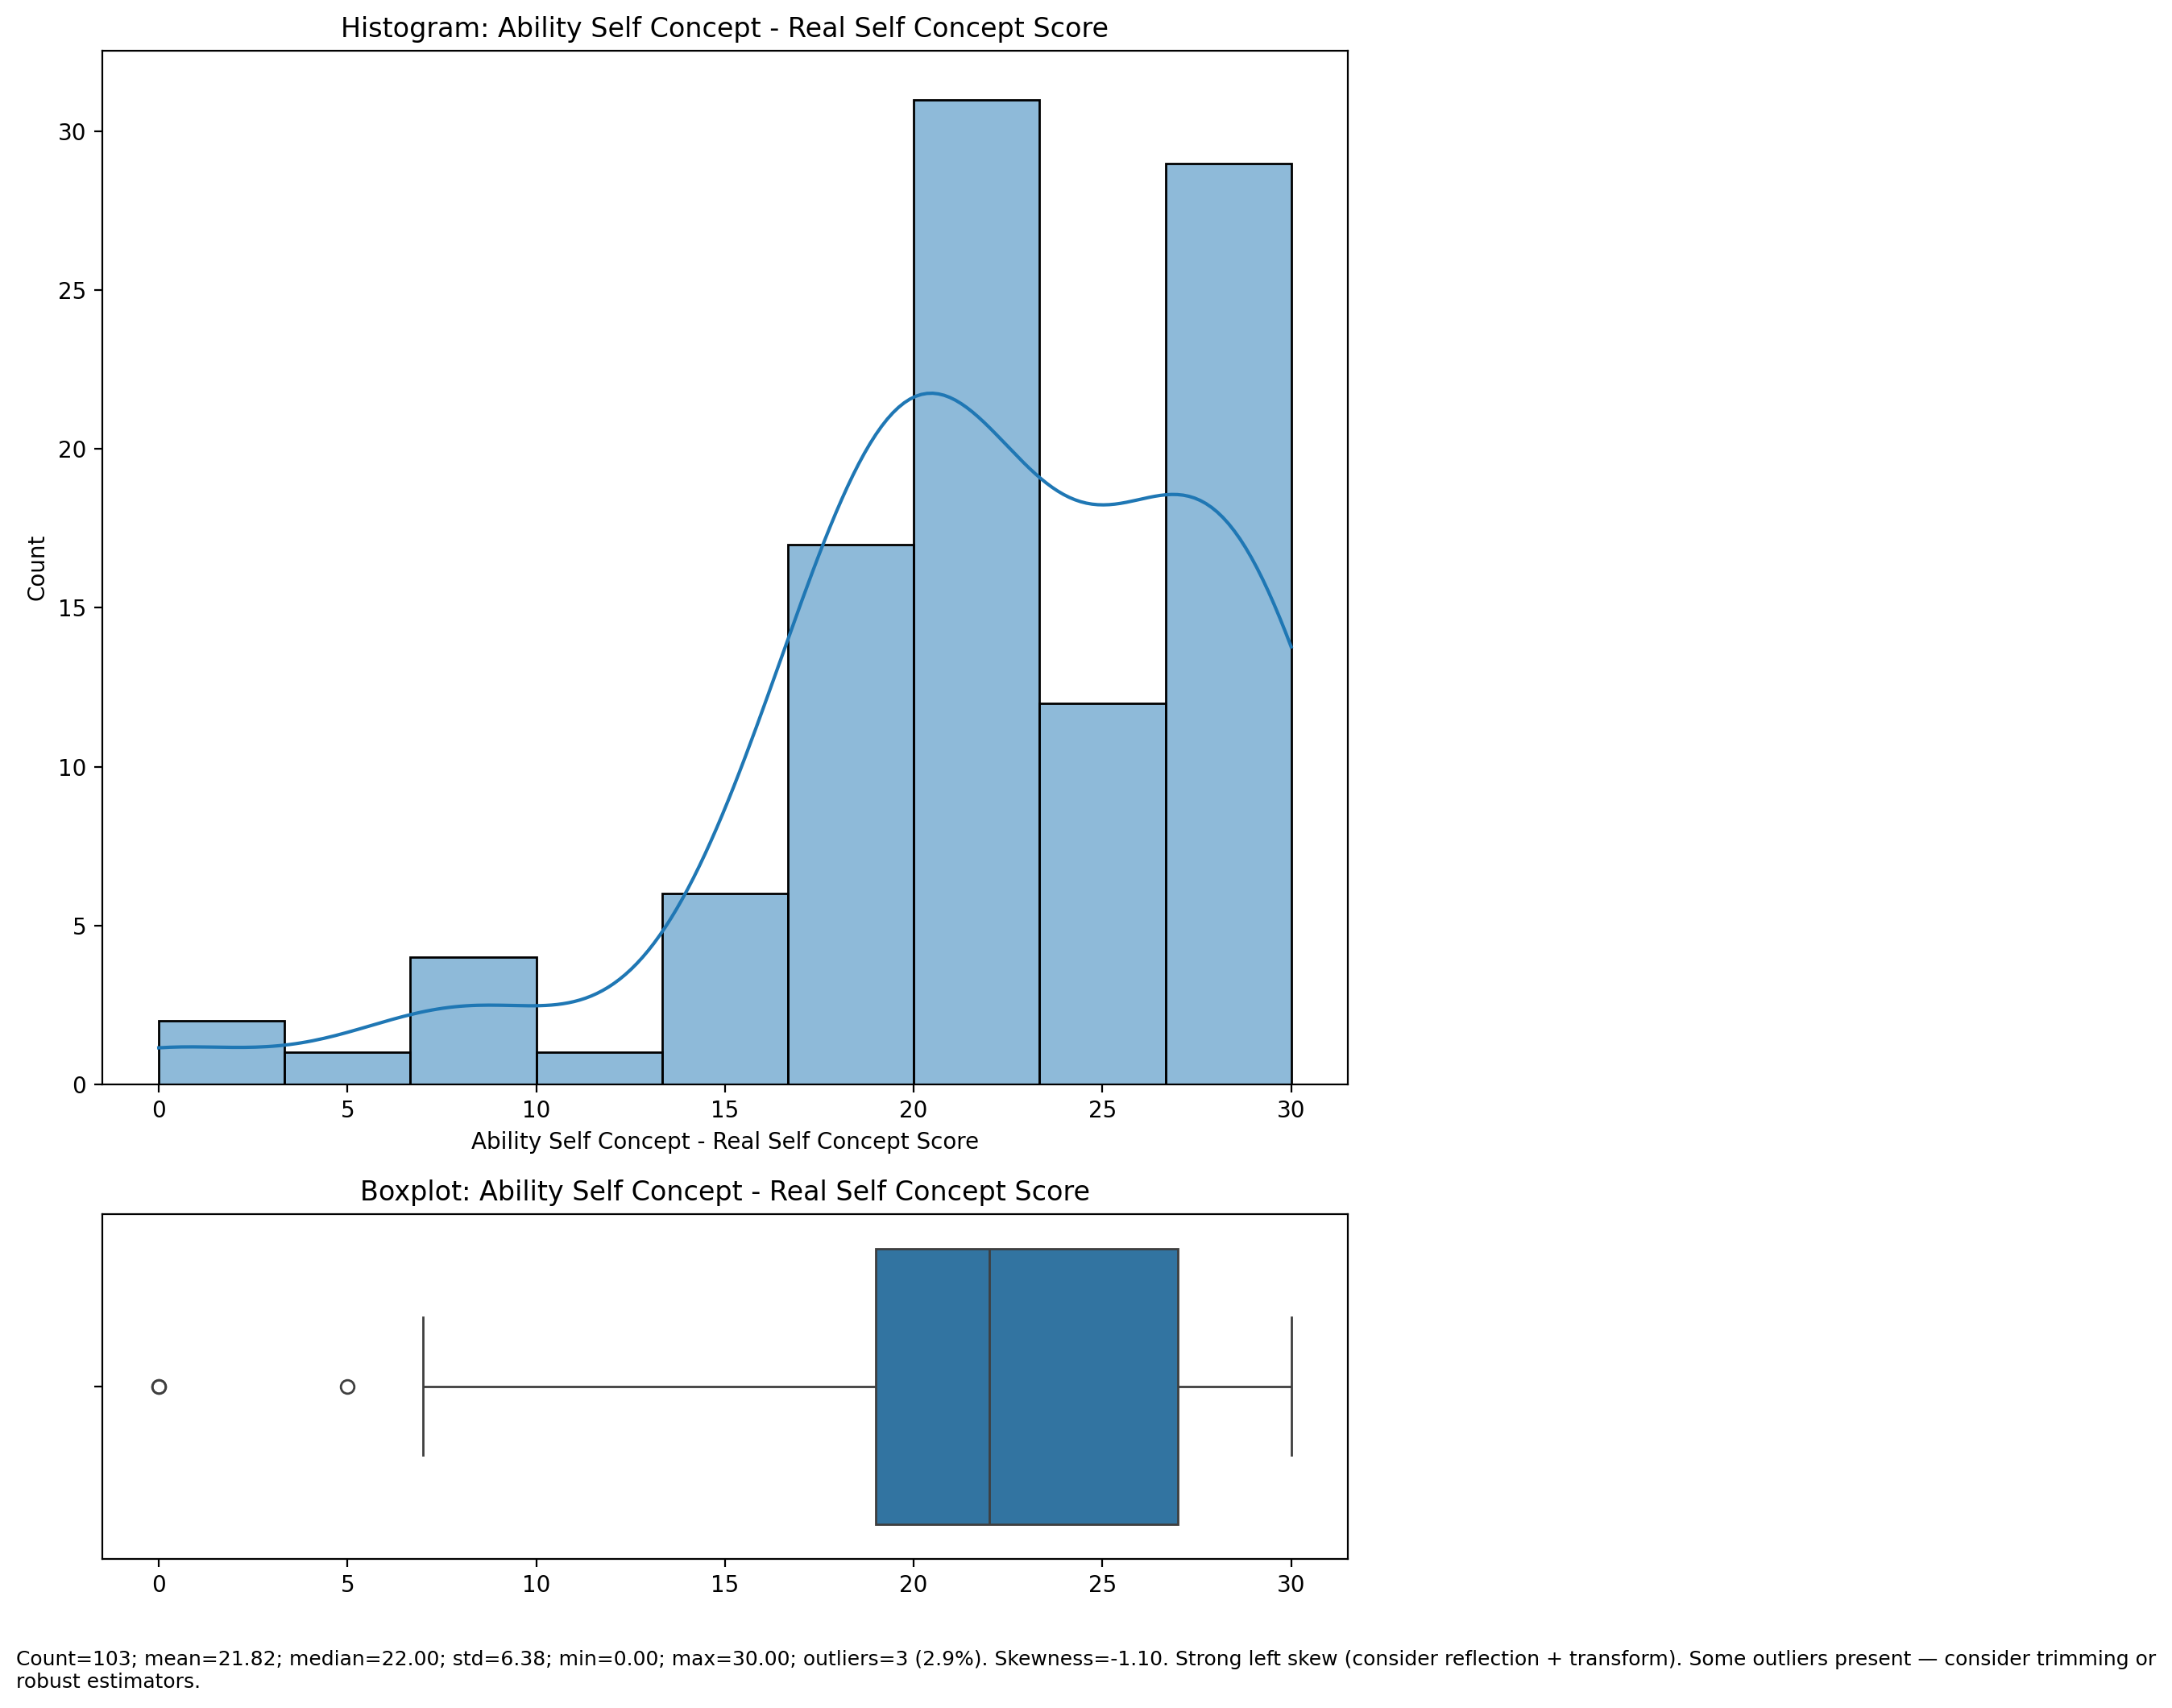 Histogram: Ability Self Concept - Real Self Concept Score
30
25
20
15
10
5
0
Count
0 5 10 15 20 25 30
Ability Self Concept - Real Self Concept Score
Boxplot: Ability Self Concept - Real Self Concept Score
0 5 10 15 20 25 30
Count=103; mean=21.82; median=22.00; std=6.38; min=0.00; max=30.00; outliers=3 (2.9%). Skewness=-1.10. Strong left skew (consider reflection + transform). Some outliers present — consider trimming or
robust estimators.